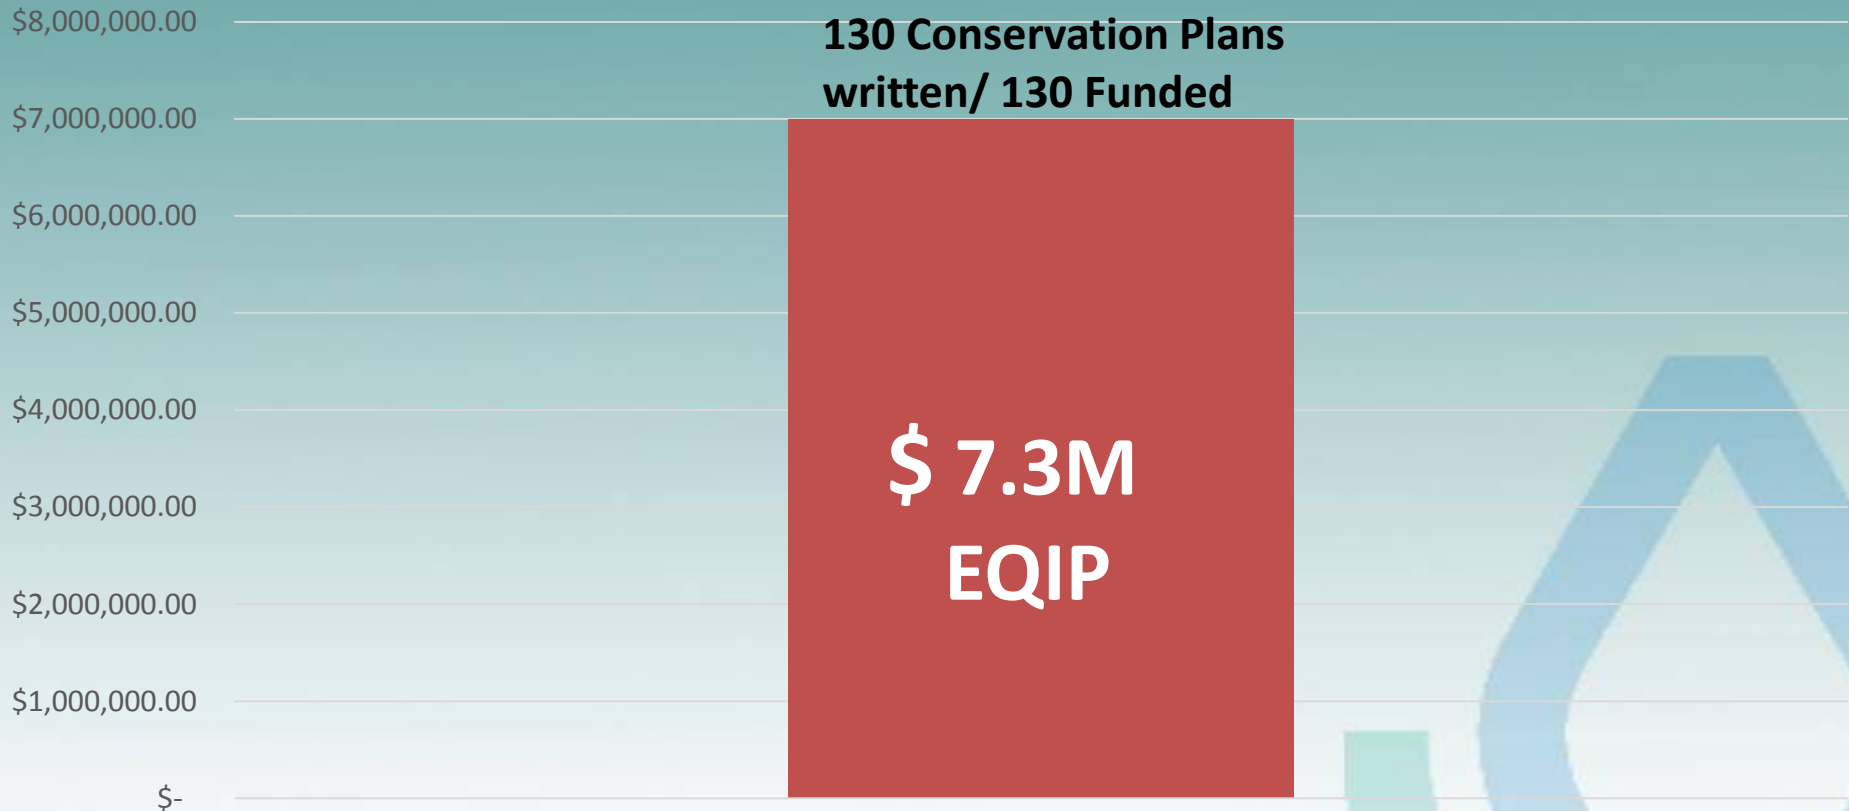 $8,000,000.00
130 Conservation Plans
written/ 130 Funded
$7,000,000.00
$6,000,000.00
$5,000,000.00
$4,000,000.00
$ 7.3M
$3,000,000.00
EQIP
$2,000,000.00
$1,000,000.00
$-